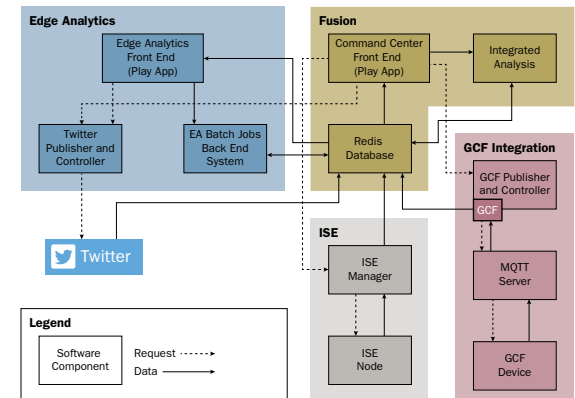 Edge Analytics
Edge Analytics
Front End
(Play App)
Twitter
Publisher and
Controller
EA Batch Jobs
Back End
System
Twitter
Fusion
Command Center
Front End
(Play App)
Integrated
Analysis
Redis
Database
GCF Integration
GCF Publisher
and Controller
GCF
MQTT
Server
GCF
Device
ISE
ISE
Manager
ISE
Node
Legend
Software
Component
Request
Data